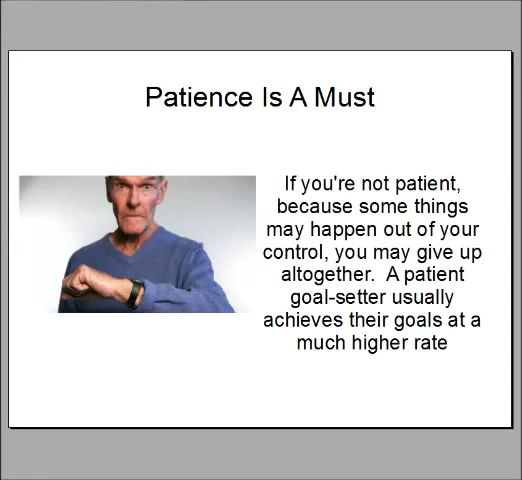 Patience Is A Must
If you're not patient,
because some things
may happen out of your
control, you may give up
altogether.  A patient
goal-setter usually
achieves their goals at a
much higher rate